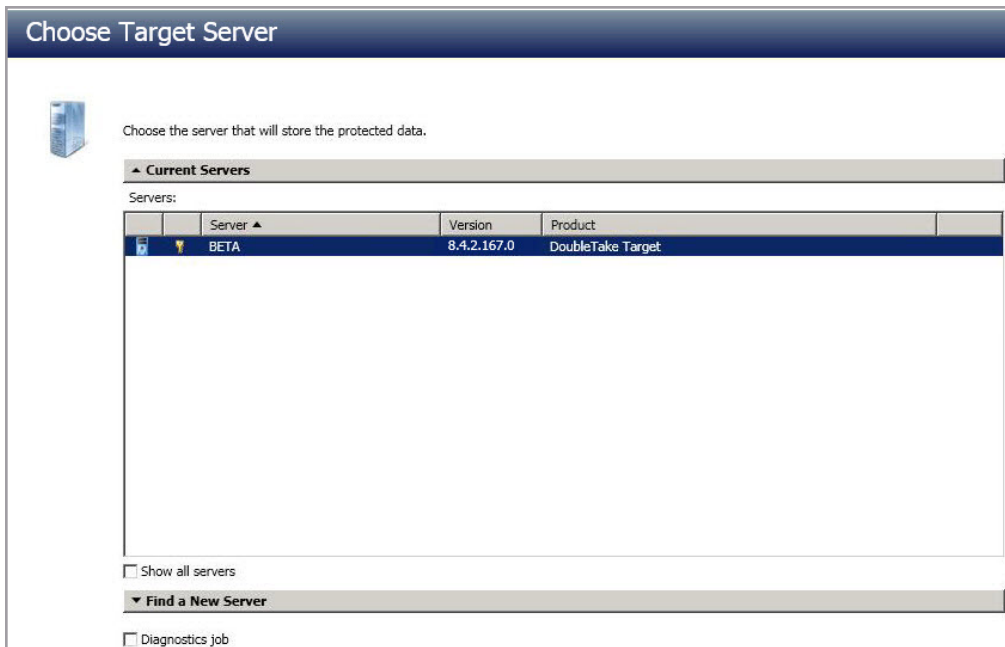 Choose Target Server
Choose the server that will store the protected data.
Current Servers
Servers:
Server Version Product
BETA 8.4.2.167.0 DoubleTake Target
Show all servers
Find a New Server
Diagnostics job